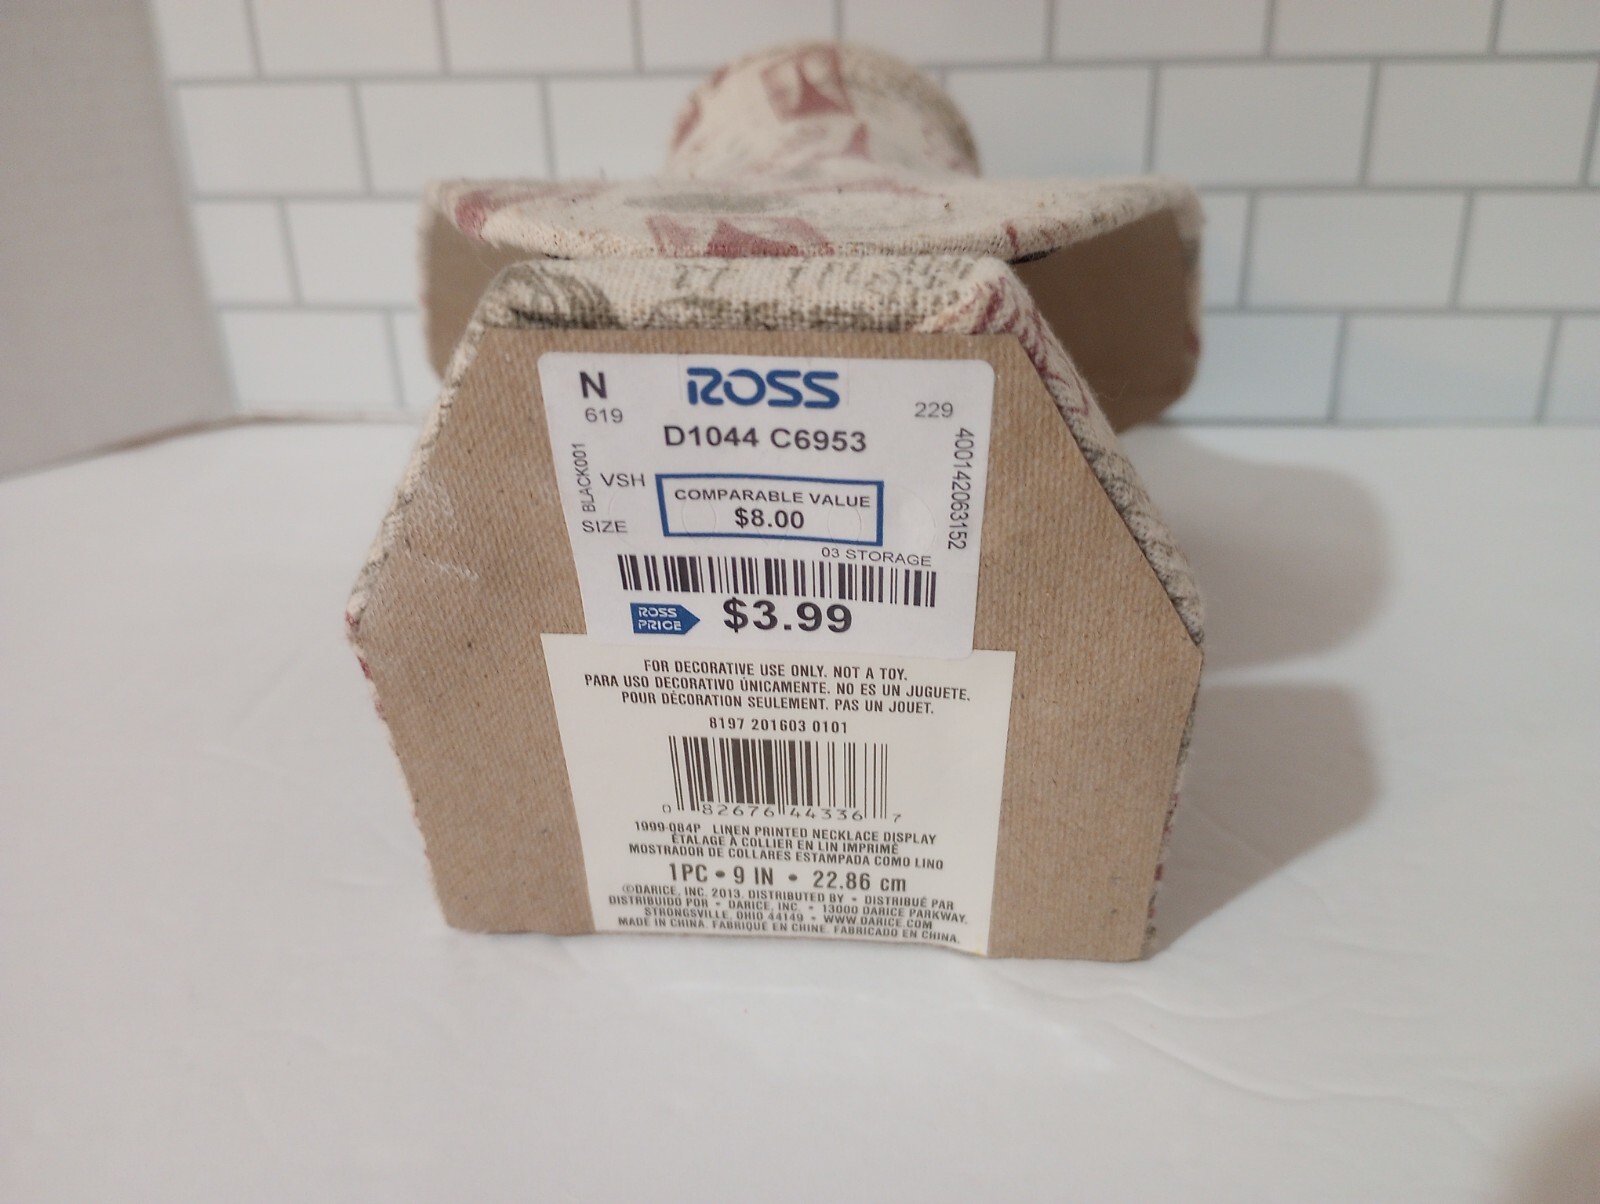 N
ROSS
619
229
D1044 C6953
400142063152
BLACK001
VSH
COMPARABLE VALUE
$8.00
SIZE
03 STORAGE
ROSS
PRICE
$3.99
FOR DECORATIVE USE ONLY. NOT A TOY.
PARA USO DECORATIVO ÚNICAMENTE. NO ES UN JUGUETE.
POUR DÉCORATION SEULEMENT. PAS UN JOUET.
8197 201603 0101
0 82676 44336 7
1999-084P LINEN PRINTED NECKLACE DISPLAY
ÉTALAGE À COLLIER EN LIN IMPRIMÉ
MOSTRADOR DE COLLARES ESTAMPADA COMO LINO
1PC • 9 IN • 22.86 cm
©DARICE, INC. 2013. DISTRIBUTED BY • DISTRIBUÉ PAR
DISTRIBUIDO POR • DARICE, INC. • 13000 DARICE PARKWAY,
STRONGSVILLE, OHIO 44149 • WWW.DARICE.COM
MADE IN CHINA. FABRIQUÉ EN CHINE. FABRICADO EN CHINA.